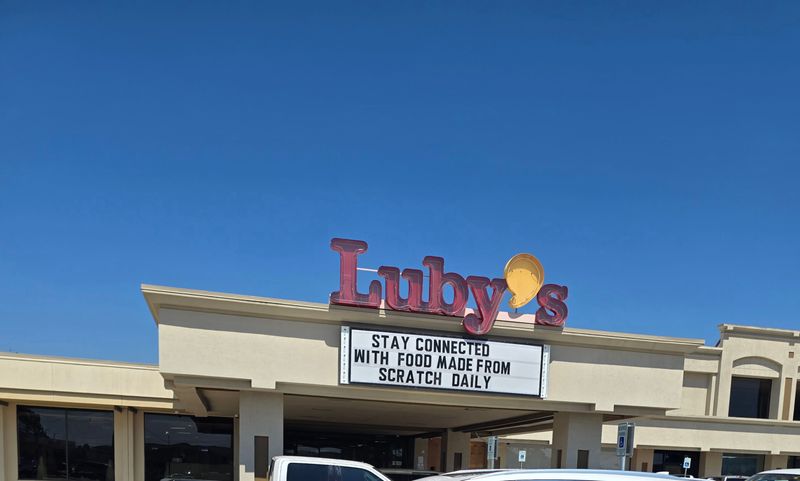 Luby's
STAY CONNECTED
WITH FOOD MADE FROM
SCRATCH DAILY